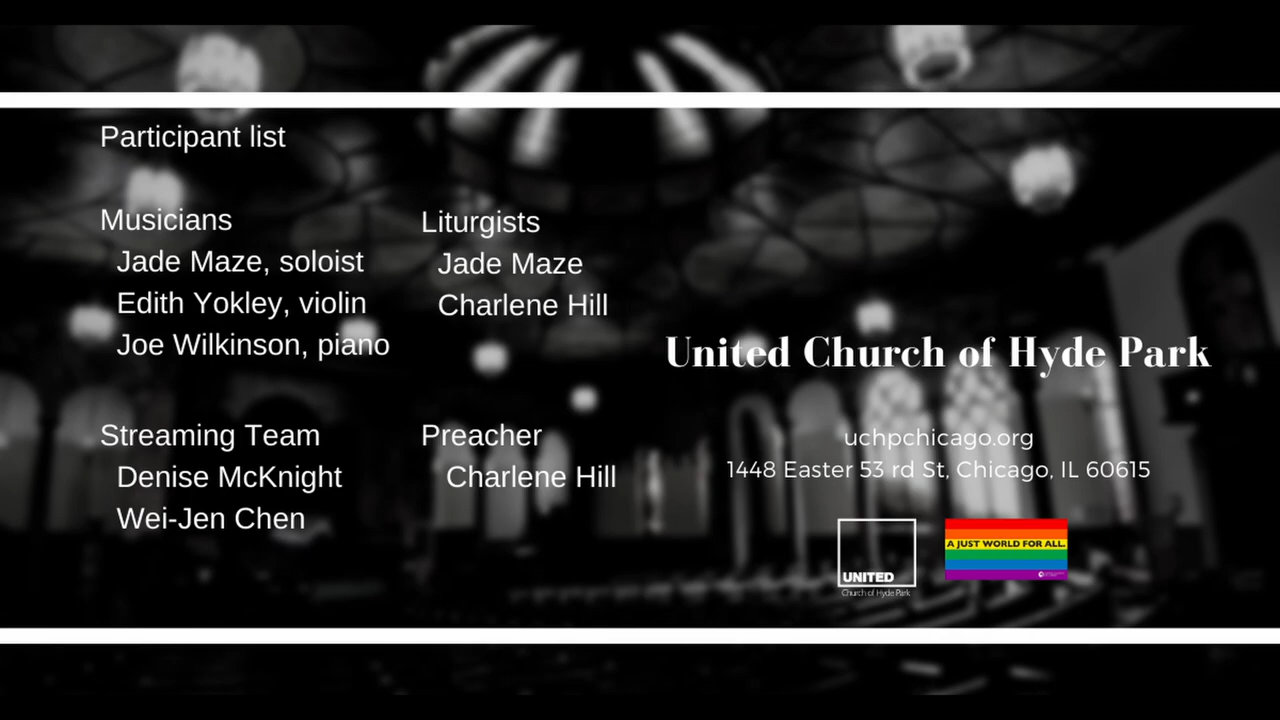 Participant list
Musicians
Jade Maze, soloist
Edith Yokley, violin
Joe Wilkinson, piano
Liturgists
Jade Maze
Charlene Hill
Streaming Team
Denise McKnight
Wei-Jen Chen
Preacher
Charlene Hill
United Church of Hyde Park
uchpchicago.org
1448 Easter 53 rd St, Chicago, IL 60615
UNITED
Church of Hyde Park
A JUST WORLD FOR ALL.